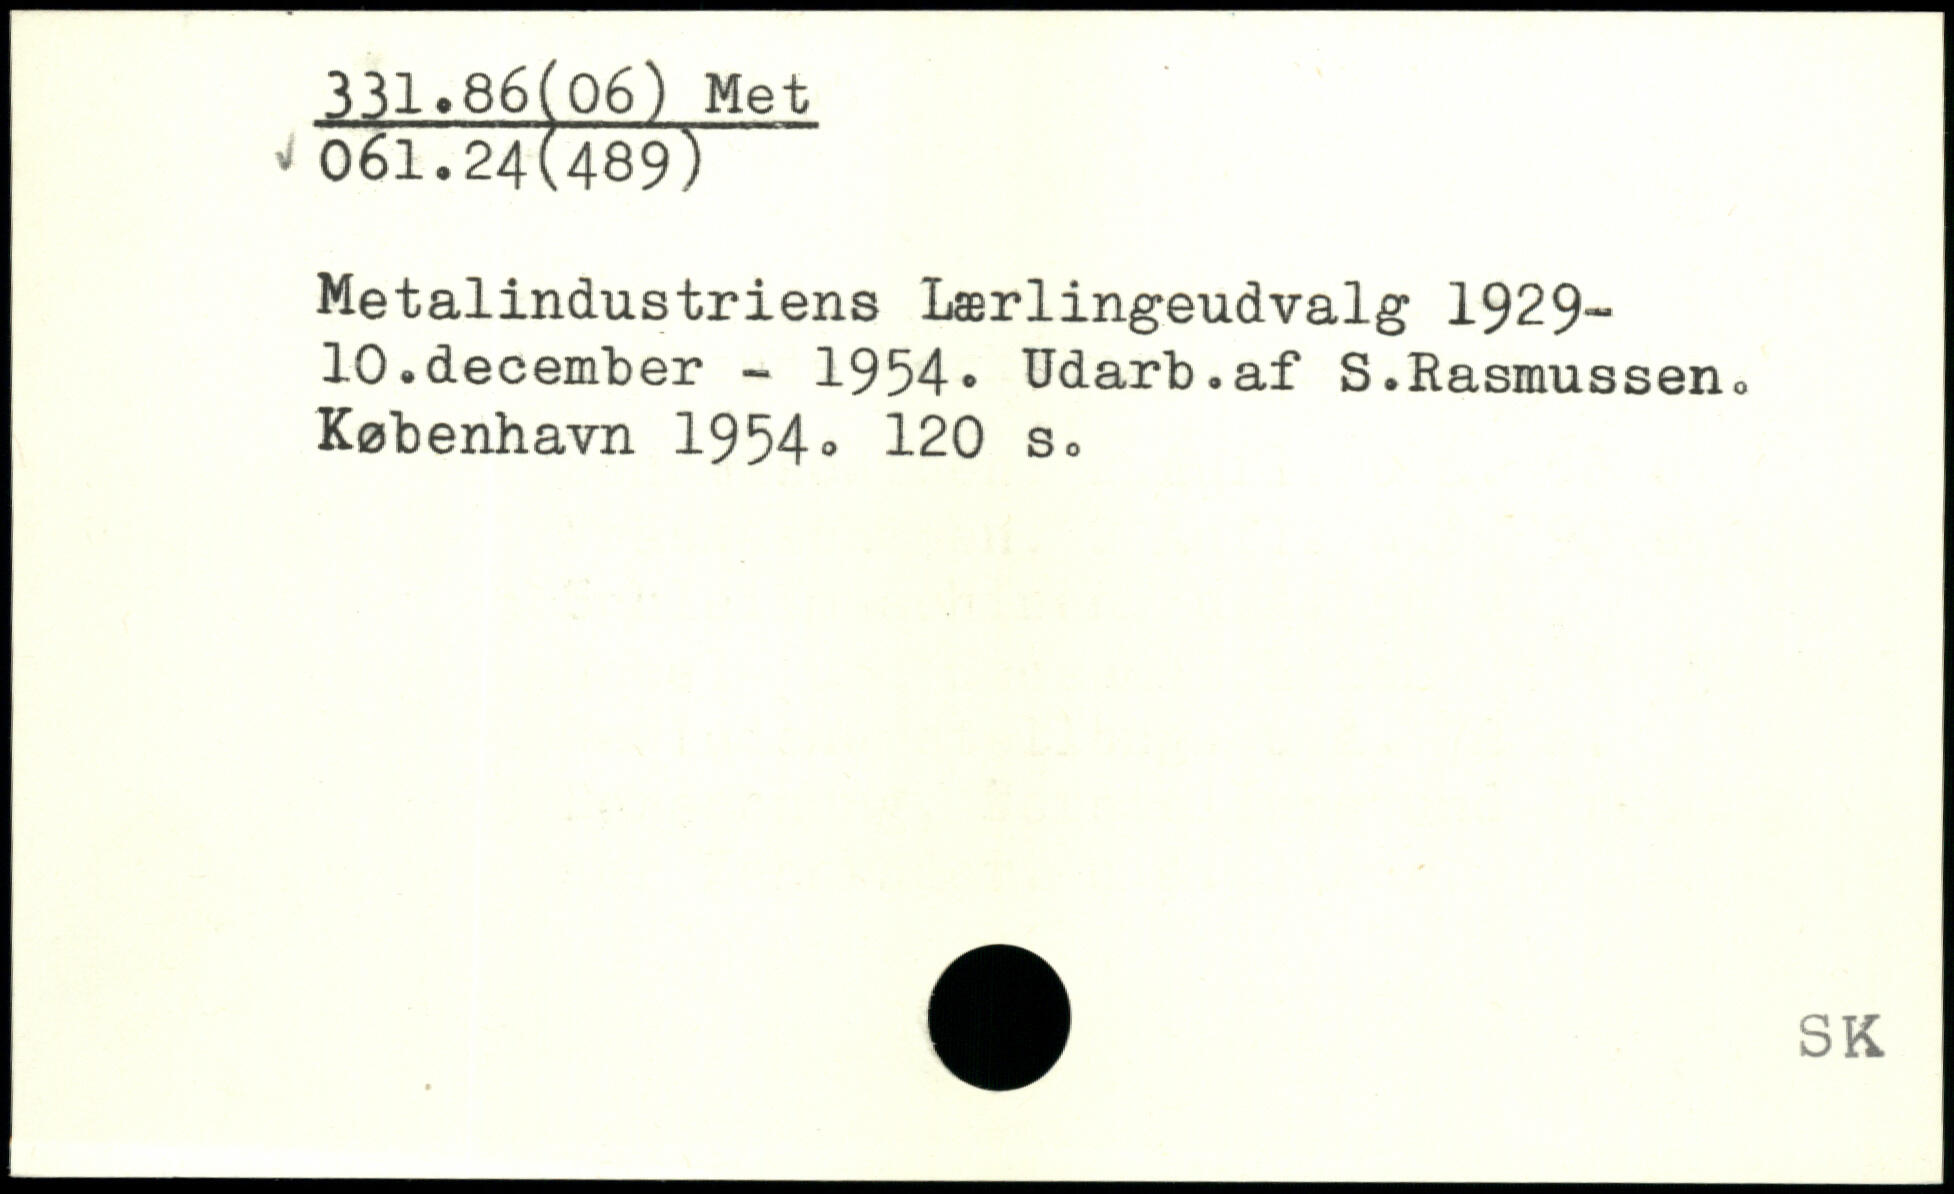 331.86(06) Met
✓ 061.24(489)
Metalindustriens Lærlingeudvalg 1929-
10.december - 1954. Udarb.af S.Rasmussen.
København 1954. 120 s.
SK